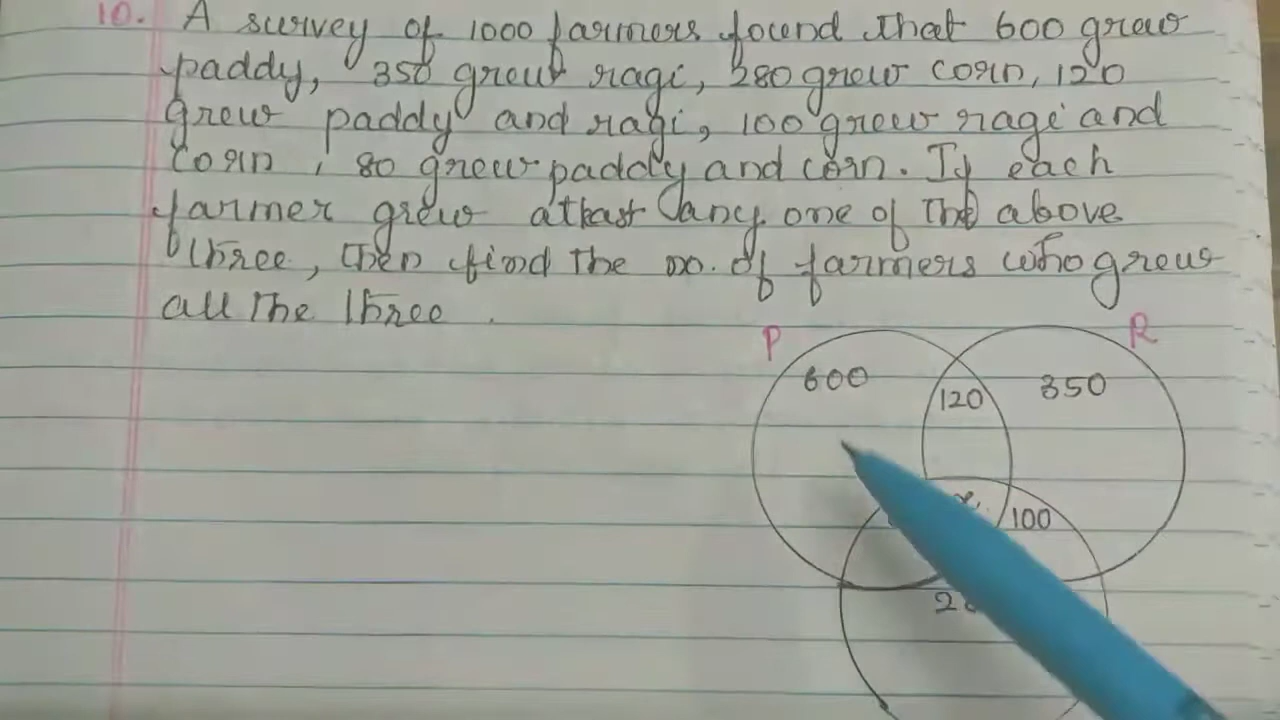 10. A survey of 1000 farmers found that 600 grew
paddy, 350 grew ragi, 280 grew corn, 120
grew paddy and ragi, 100 grew ragi and
corn, 80 grew paddy and corn. If each
farmer grew atleast any one of the above
three, then find the no. of farmers who grew
all the three.
P R
600 120 350
x 100